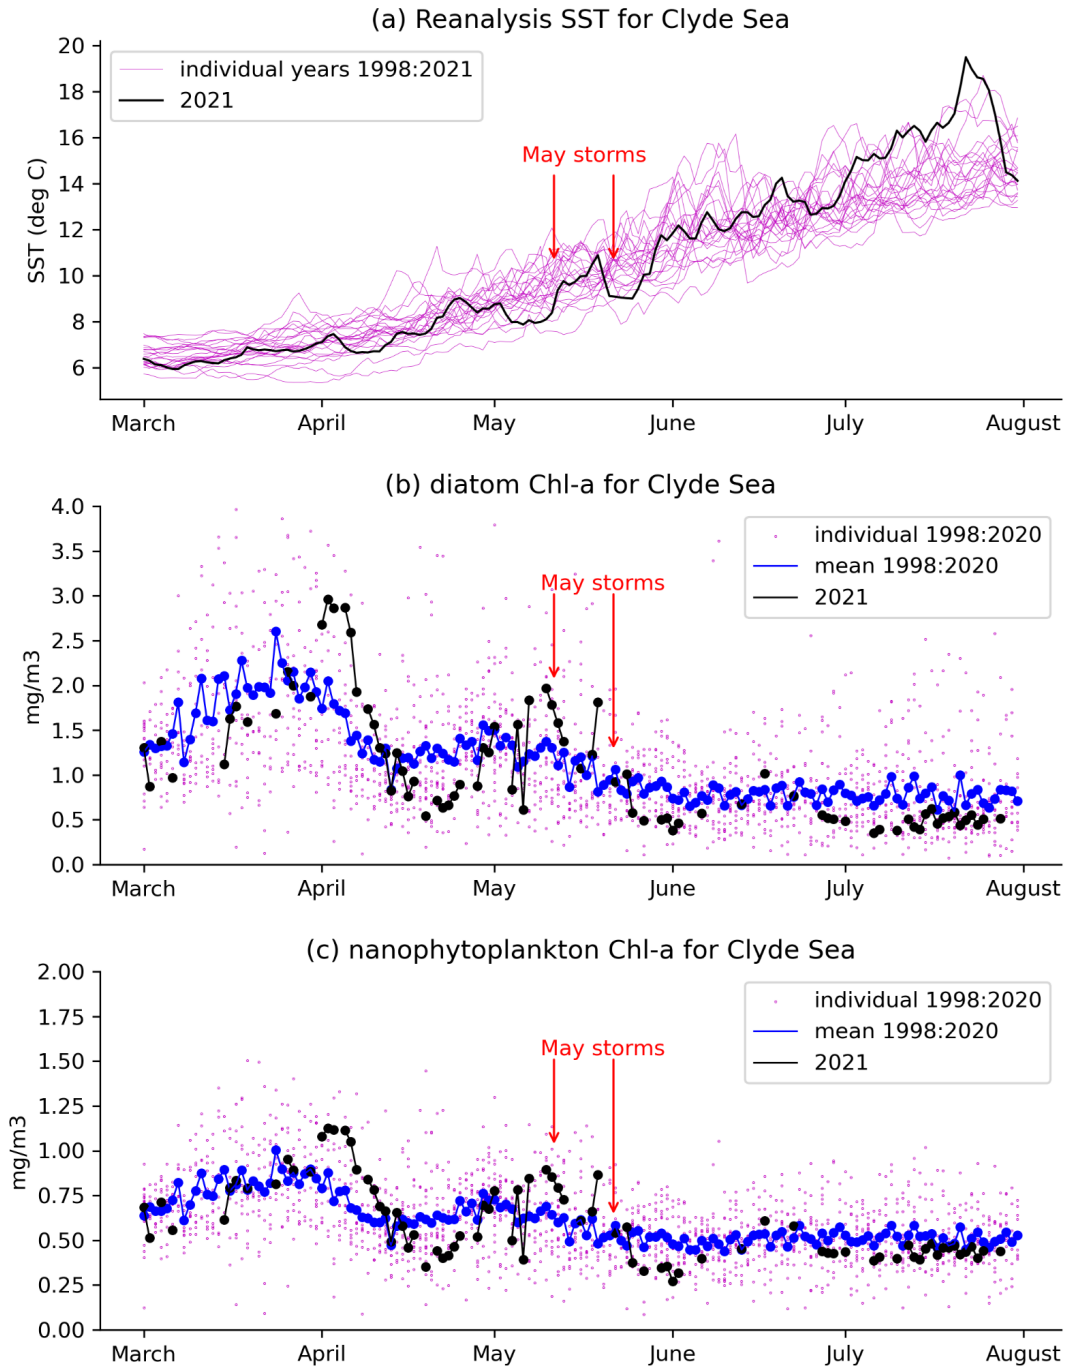 (a) Reanalysis SST for Clyde Sea
individual years 1998:2021
2021
May storms
SST (deg C)
20
18
16
14
12
10
8
6
March April May June July August
(b) diatom Chl-a for Clyde Sea
individual 1998:2020
mean 1998:2020
2021
May storms
mg/m3
4.0
3.5
3.0
2.5
2.0
1.5
1.0
0.5
0.0
March April May June July August
(c) nanophytoplankton Chl-a for Clyde Sea
individual 1998:2020
mean 1998:2020
2021
May storms
mg/m3
2.00
1.75
1.50
1.25
1.00
0.75
0.50
0.25
0.00
March April May June July August